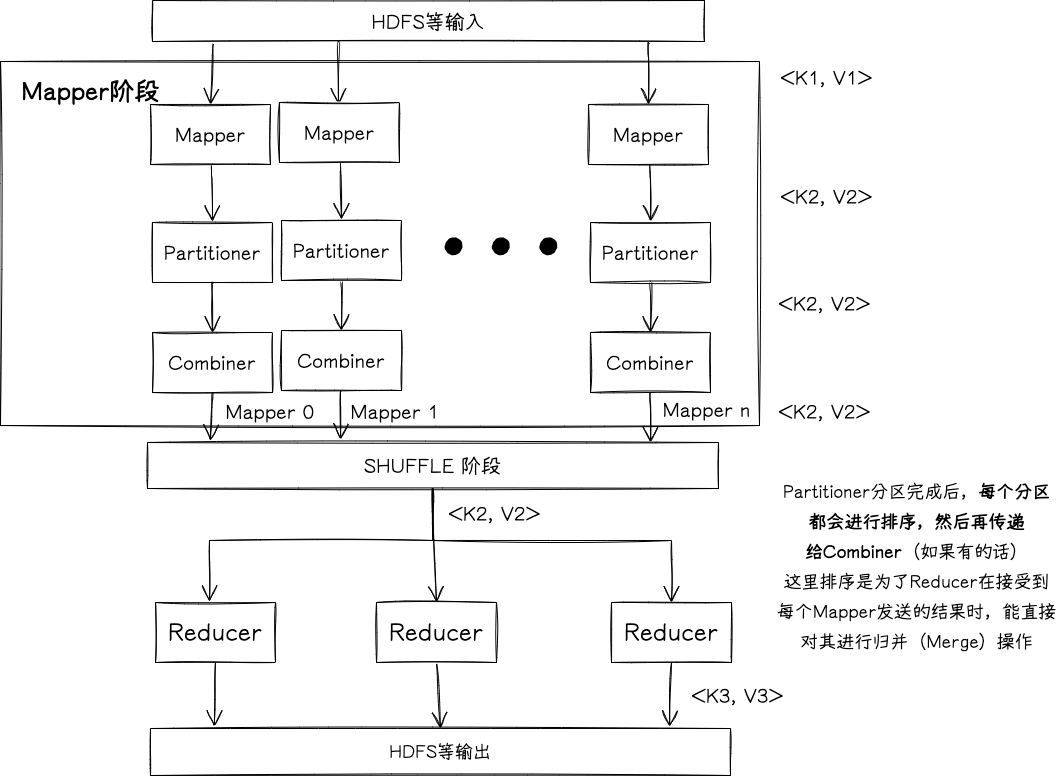 HDFS等输入
<K1, V1>
Mapper阶段
Mapper
Mapper
Mapper
<K2, V2>
Partitioner
Partitioner
Partitioner
<K2, V2>
Combiner
Combiner
Combiner
Mapper 0
Mapper 1
Mapper n
<K2, V2>
SHUFFLE 阶段
<K2, V2>
Partitioner分区完成后，每个分区
都会进行排序，然后再传递
给Combiner（如果有的话）
这里排序是为了Reducer在接受到
每个Mapper发送的结果时，能直接
对其进行归并（Merge）操作
Reducer
Reducer
Reducer
<K3, V3>
HDFS等输出